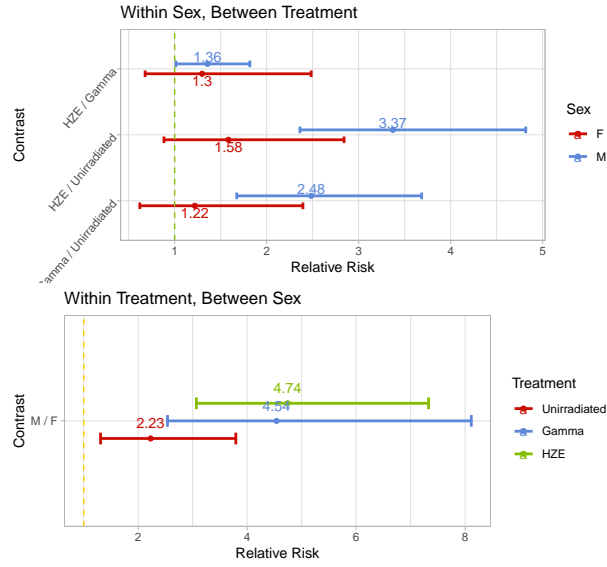 Within Sex, Between Treatment
Contrast
HZE / Gamma
HZE / Unirradiated
Gamma / Unirradiated
1.36
1.3
3.37
1.58
2.48
1.22
1 2 3 4 5
Relative Risk
Sex
F
M
Within Treatment, Between Sex
Contrast
M / F
4.74
4.54
2.23
2 4 6 8
Relative Risk
Treatment
a Unirradiated
a Gamma
a HZE